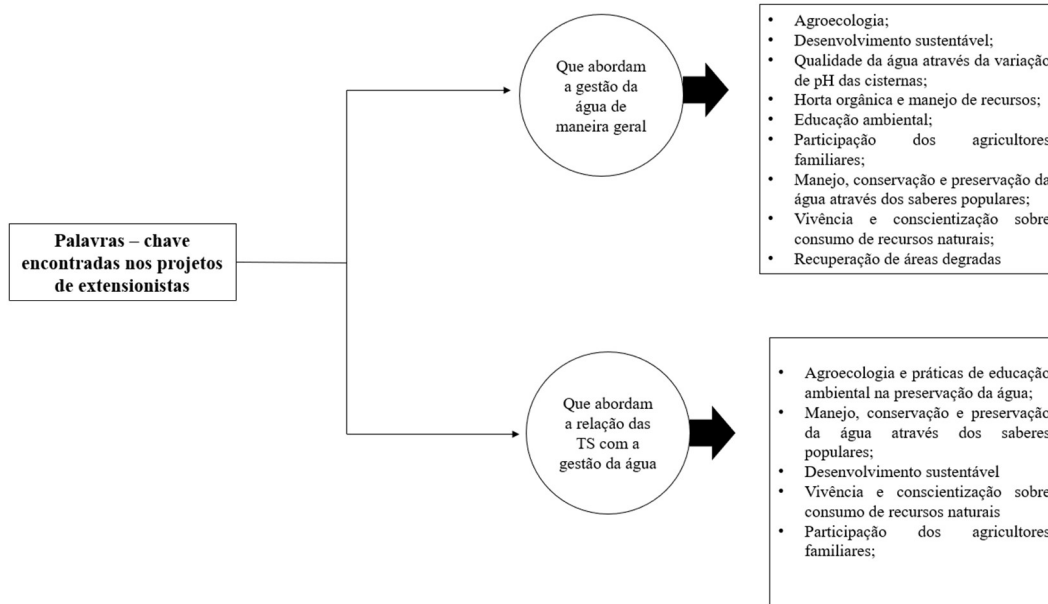 Palavras – chave
encontradas nos projetos
de extensionistas
Que abordam
a gestão da
água de
maneira geral
• Agroecologia;
• Desenvolvimento sustentável;
• Qualidade da água através da variação
de pH das cisternas;
• Horta orgânica e manejo de recursos;
• Educação ambiental;
• Participação dos agricultores
familiares;
• Manejo, conservação e preservação da
água através dos saberes populares;
• Vivência e conscientização sobre
consumo de recursos naturais;
• Recuperação de áreas degradadas
Que abordam
a relação das
TS com a
gestão da água
• Agroecologia e práticas de educação
ambiental na preservação da água;
• Manejo, conservação e preservação
da água através dos saberes
populares;
• Desenvolvimento sustentável
• Vivência e conscientização sobre
consumo de recursos naturais
• Participação dos agricultores
familiares;